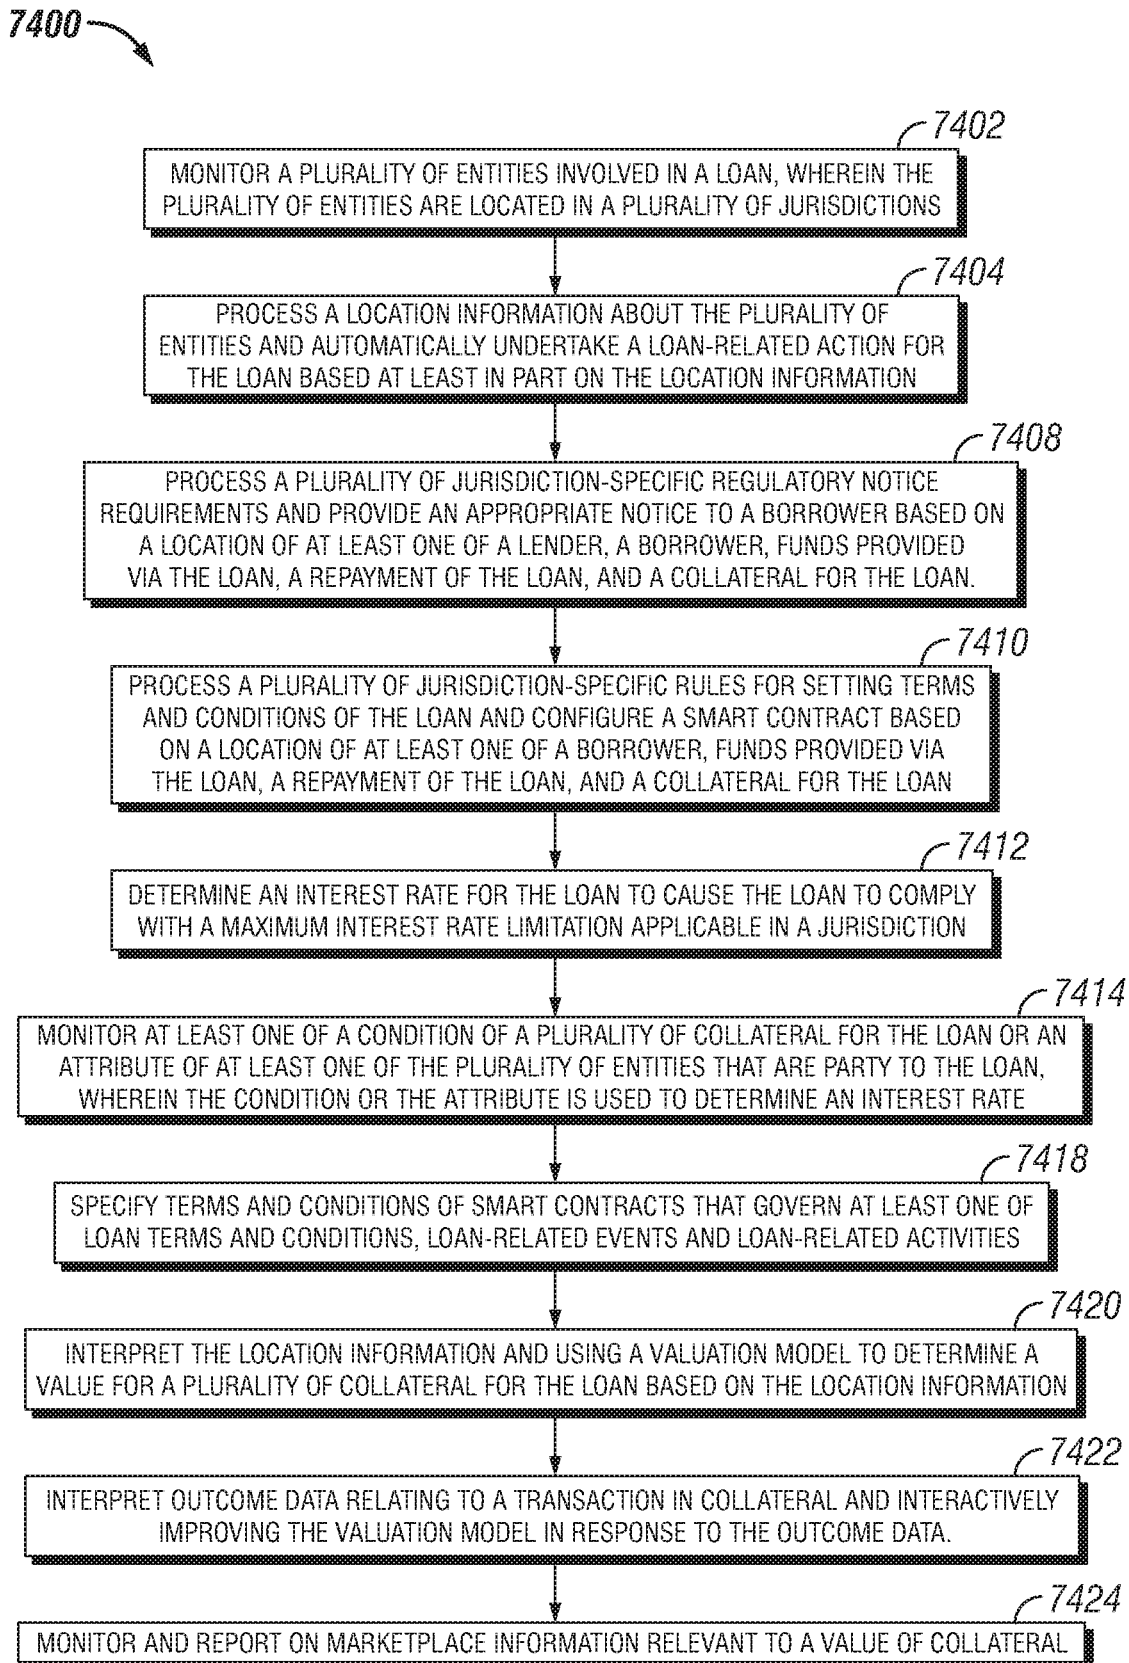 7400
7402
MONITOR A PLURALITY OF ENTITIES INVOLVED IN A LOAN, WHEREIN THE
PLURALITY OF ENTITIES ARE LOCATED IN A PLURALITY OF JURISDICTIONS
7404
PROCESS A LOCATION INFORMATION ABOUT THE PLURALITY OF
ENTITIES AND AUTOMATICALLY UNDERTAKE A LOAN-RELATED ACTION FOR
THE LOAN BASED AT LEAST IN PART ON THE LOCATION INFORMATION
7408
PROCESS A PLURALITY OF JURISDICTION-SPECIFIC REGULATORY NOTICE
REQUIREMENTS AND PROVIDE AN APPROPRIATE NOTICE TO A BORROWER BASED ON
A LOCATION OF AT LEAST ONE OF A LENDER, A BORROWER, FUNDS PROVIDED
VIA THE LOAN, A REPAYMENT OF THE LOAN, AND A COLLATERAL FOR THE LOAN.
7410
PROCESS A PLURALITY OF JURISDICTION-SPECIFIC RULES FOR SETTING TERMS
AND CONDITIONS OF THE LOAN AND CONFIGURE A SMART CONTRACT BASED
ON A LOCATION OF AT LEAST ONE OF A BORROWER, FUNDS PROVIDED VIA
THE LOAN, A REPAYMENT OF THE LOAN, AND A COLLATERAL FOR THE LOAN
7412
DETERMINE AN INTEREST RATE FOR THE LOAN TO CAUSE THE LOAN TO COMPLY
WITH A MAXIMUM INTEREST RATE LIMITATION APPLICABLE IN A JURISDICTION
7414
MONITOR AT LEAST ONE OF A CONDITION OF A PLURALITY OF COLLATERAL FOR THE LOAN OR AN
ATTRIBUTE OF AT LEAST ONE OF THE PLURALITY OF ENTITIES THAT ARE PARTY TO THE LOAN,
WHEREIN THE CONDITION OR THE ATTRIBUTE IS USED TO DETERMINE AN INTEREST RATE
7418
SPECIFY TERMS AND CONDITIONS OF SMART CONTRACTS THAT GOVERN AT LEAST ONE OF
LOAN TERMS AND CONDITIONS, LOAN-RELATED EVENTS AND LOAN-RELATED ACTIVITIES
7420
INTERPRET THE LOCATION INFORMATION AND USING A VALUATION MODEL TO DETERMINE A
VALUE FOR A PLURALITY OF COLLATERAL FOR THE LOAN BASED ON THE LOCATION INFORMATION
7422
INTERPRET OUTCOME DATA RELATING TO A TRANSACTION IN COLLATERAL AND INTERACTIVELY
IMPROVING THE VALUATION MODEL IN RESPONSE TO THE OUTCOME DATA.
7424
MONITOR AND REPORT ON MARKETPLACE INFORMATION RELEVANT TO A VALUE OF COLLATERAL